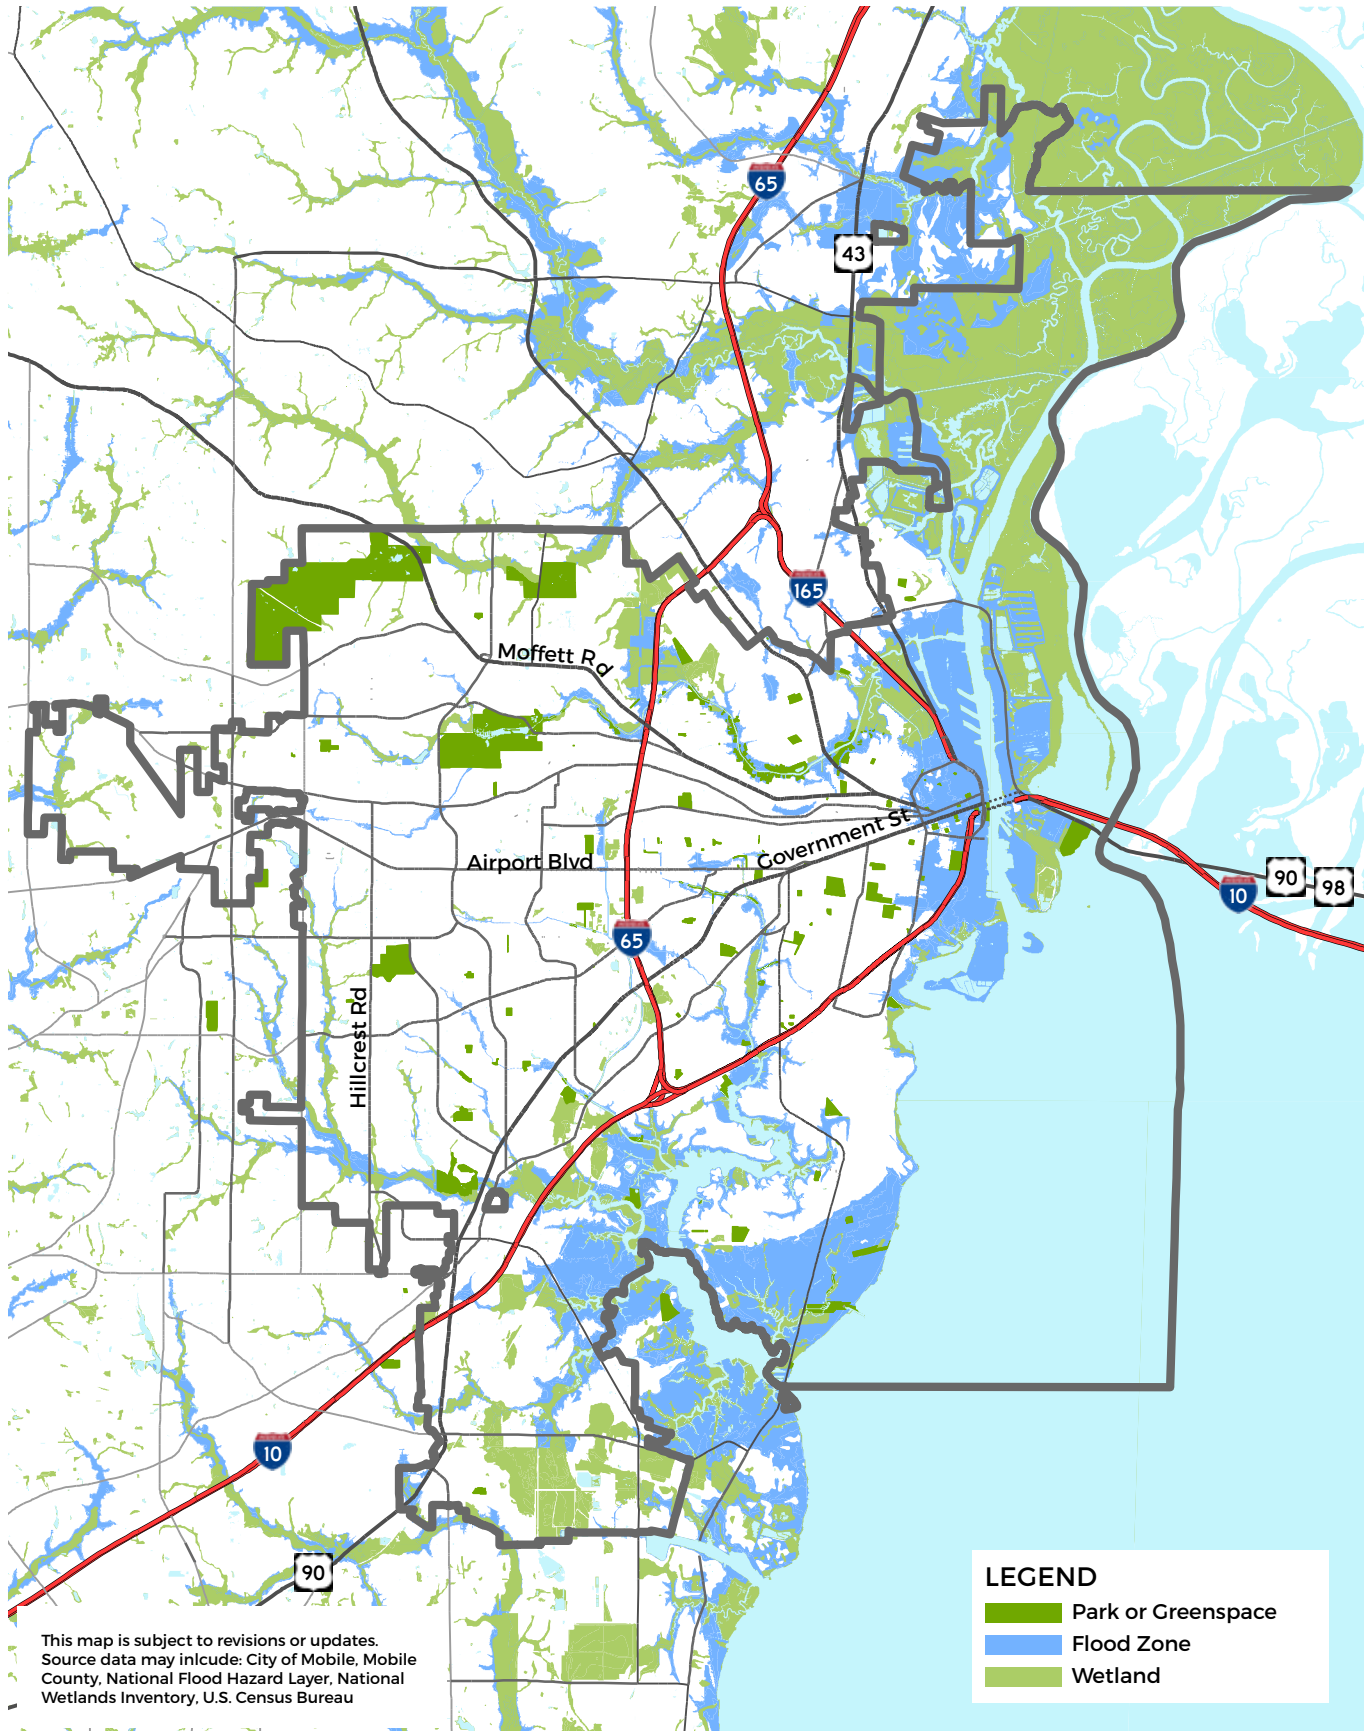 65
43
165
Moffett Rd
Government St
Airport Blvd
90
98
10
65
Hillcrest Rd
10
90
LEGEND
Park or Greenspace
Flood Zone
Wetland
This map is subject to revisions or updates.
Source data may inlcude: City of Mobile, Mobile
County, National Flood Hazard Layer, National
Wetlands Inventory, U.S. Census Bureau